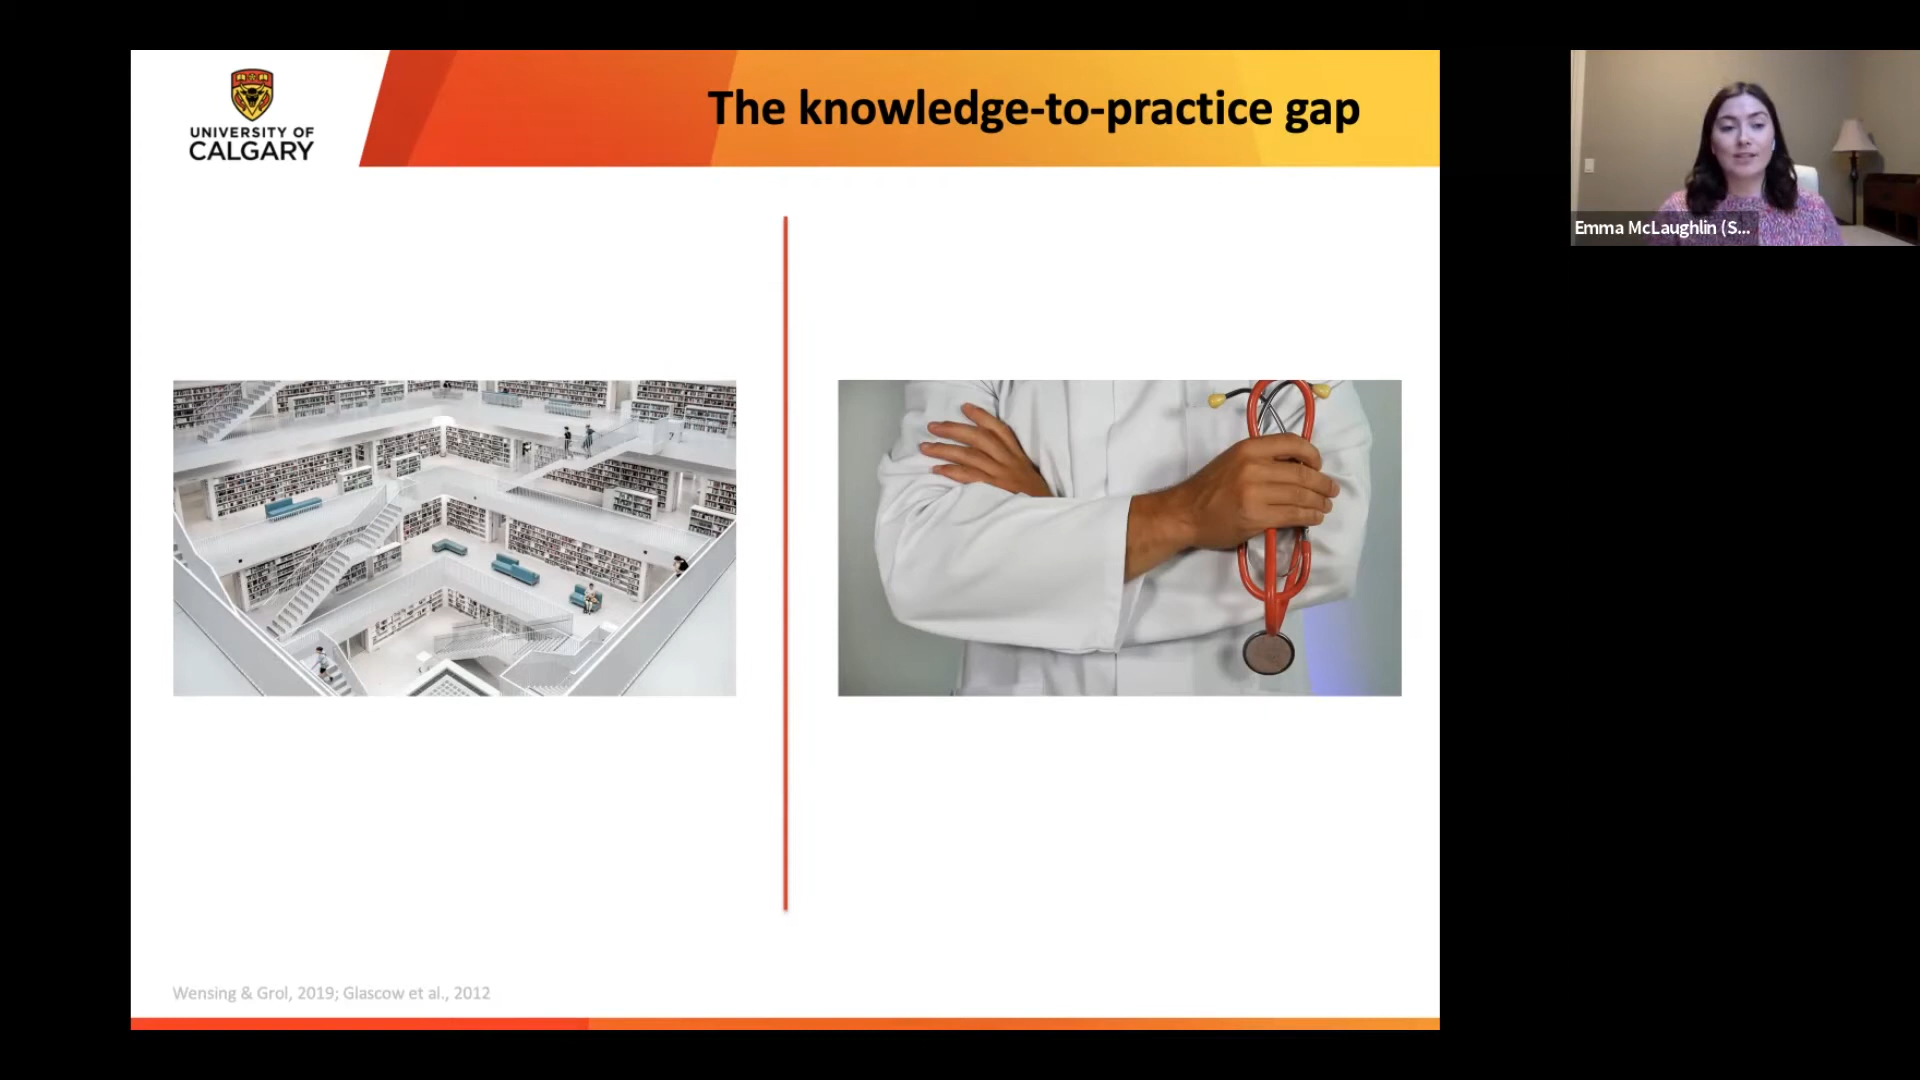 UNIVERSITY OF
CALGARY
The knowledge-to-practice gap
Emma McLaughlin (S...
Wensing & Grol, 2019; Glascow et al., 2012